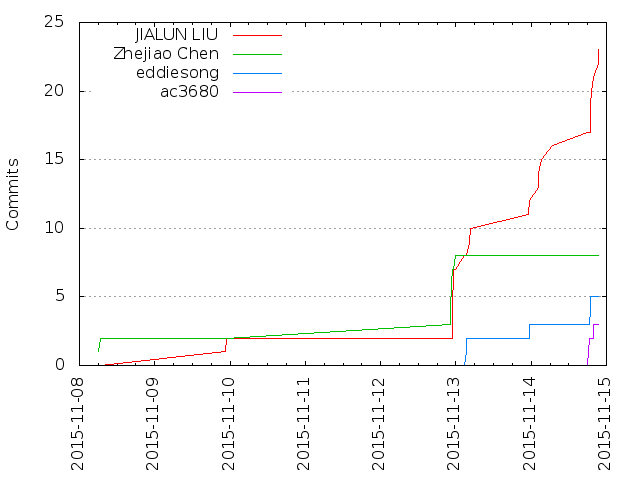 25
20
15
10
5
0
Commits
JIALUN LIU
Zhejiao Chen
eddiesong
ac3680
2015-11-08
2015-11-09
2015-11-10
2015-11-11
2015-11-12
2015-11-13
2015-11-14
2015-11-15